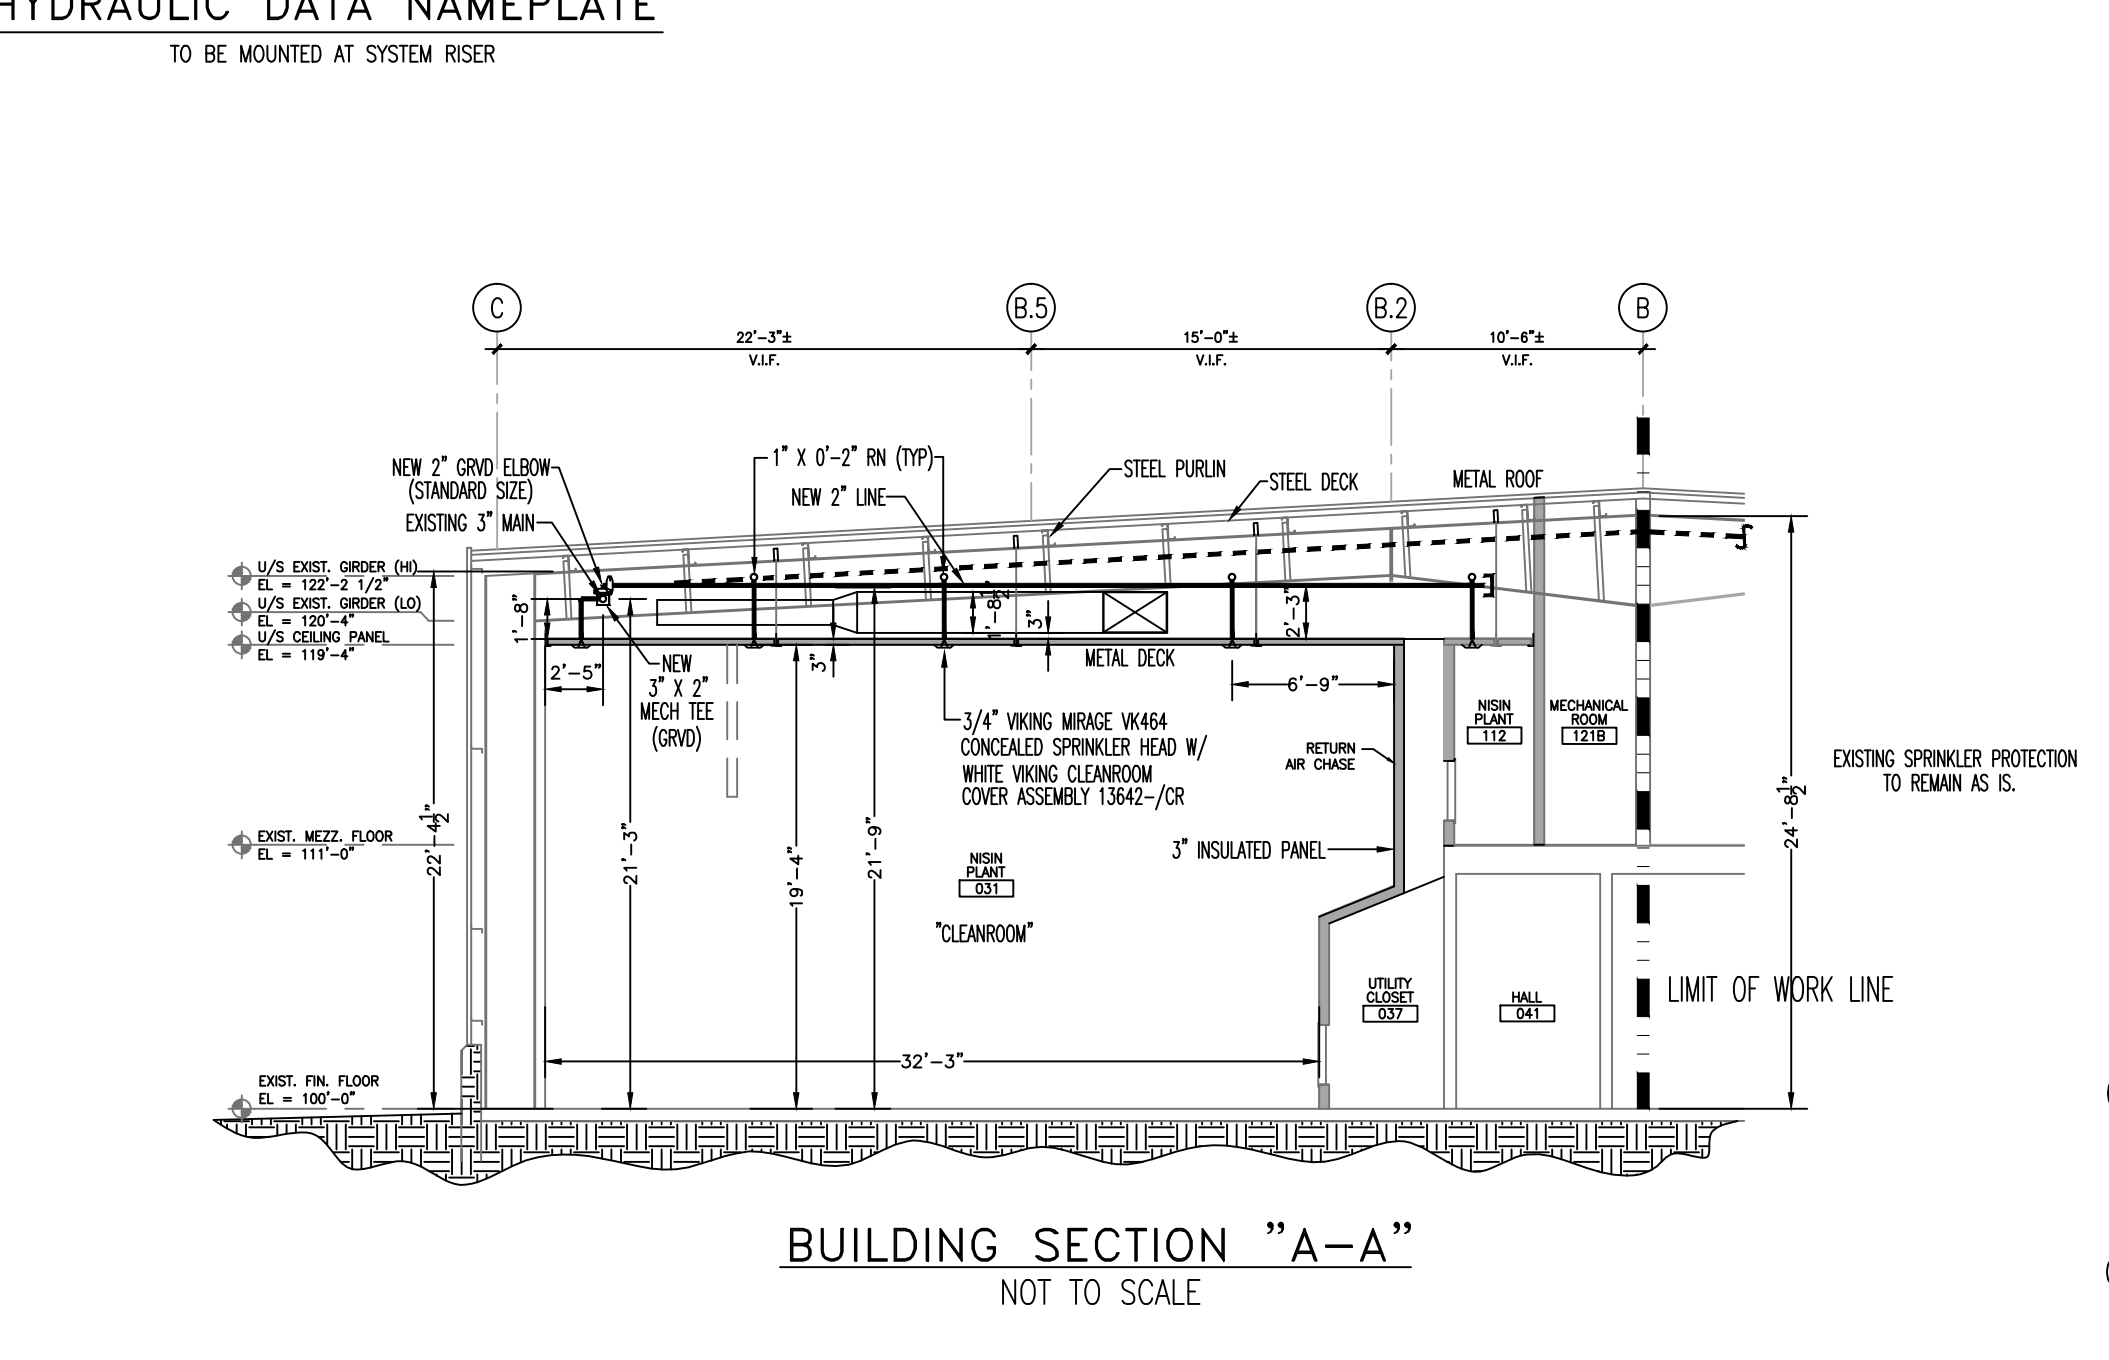 HYDRAULIC DATA NAMEPLATE
TO BE MOUNTED AT SYSTEM RISER
C
B.5
B.2
B
22'-3"±
V.I.F.
15'-0"±
V.I.F.
10'-6"±
V.I.F.
NEW 2" GRVD ELBOW
(STANDARD SIZE)
EXISTING 3" MAIN
1" X 0'-2" RN (TYP)
NEW 2" LINE
STEEL PURLIN
STEEL DECK
METAL ROOF
U/S EXIST. GIRDER (HI)
EL = 122'-2 1/2"
U/S EXIST. GIRDER (LO)
EL = 120'-4"
U/S CEILING PANEL
EL = 119'-4"
1'-8"
2'-5"
NEW
3" X 2"
MECH TEE
(GRVD)
3"
1'-8 1/2"
3"
2'-3"
METAL DECK
6'-9"
3/4" VIKING MIRAGE VK464
CONCEALED SPRINKLER HEAD W/
WHITE VIKING CLEANROOM
COVER ASSEMBLY 13642-/CR
RETURN
AIR CHASE
NISIN
PLANT
112
MECHANICAL
ROOM
121B
EXISTING SPRINKLER PROTECTION
TO REMAIN AS IS.
EXIST. MEZZ. FLOOR
EL = 111'-0"
22'-4 1/2"
21'-3"
19'-4"
21'-9"
24'-8 1/2"
3" INSULATED PANEL
NISIN
PLANT
031
"CLEANROOM"
UTILITY
CLOSET
037
HALL
041
LIMIT OF WORK LINE
32'-3"
EXIST. FIN. FLOOR
EL = 100'-0"
BUILDING SECTION "A-A"
NOT TO SCALE